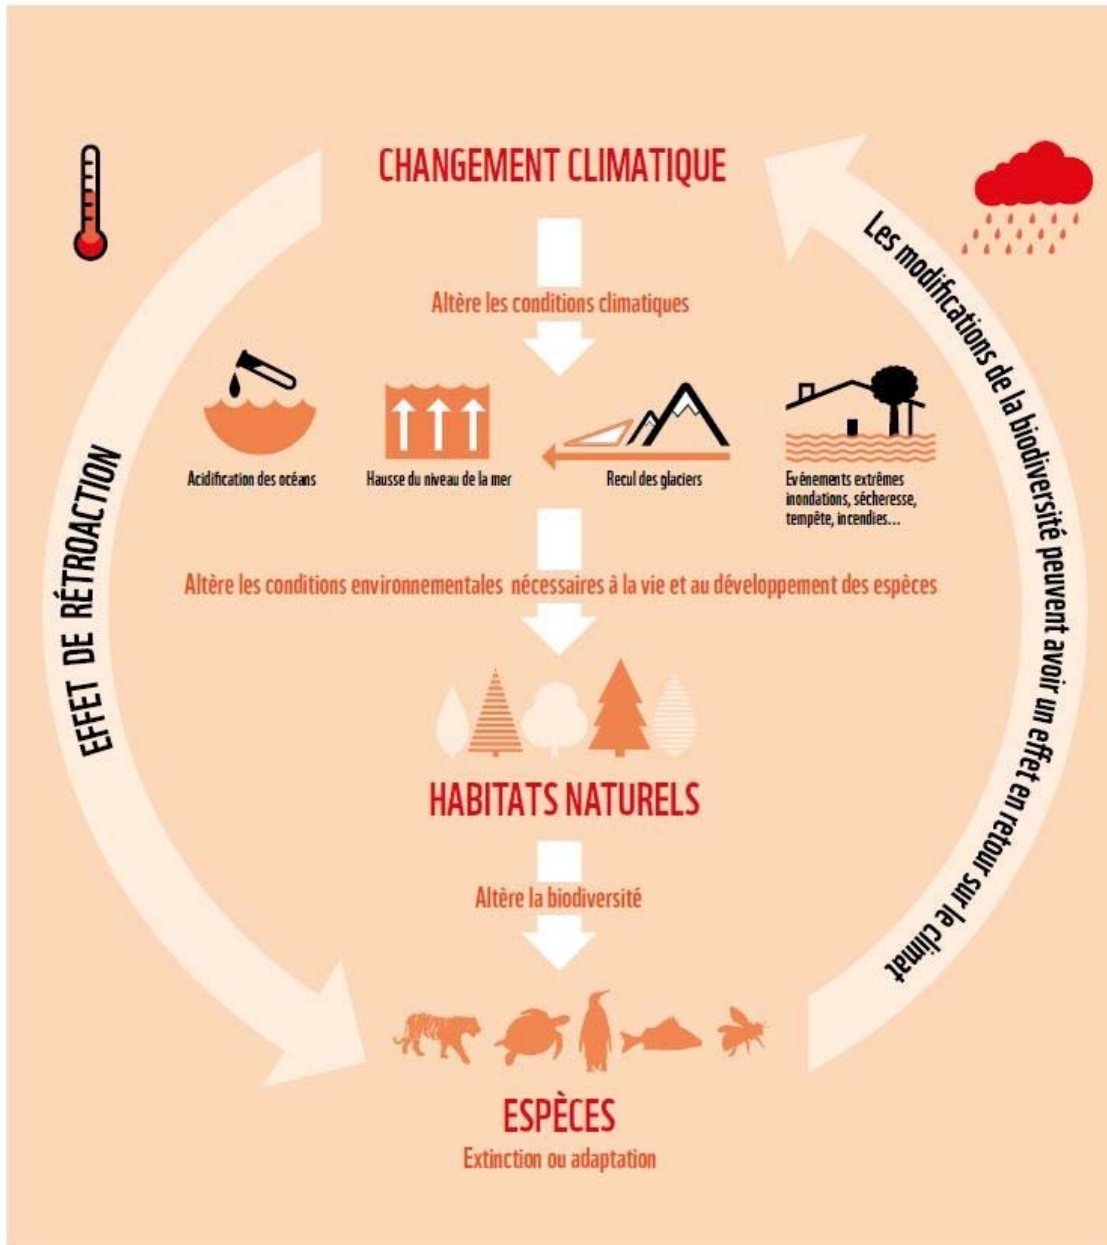 CHANGEMENT CLIMATIQUE
Altère les conditions climatiques
Acidification des océans
Hausse du niveau de la mer
Recul des glaciers
Evénements extrêmes
inondations, sécheresse,
tempête, incendies...
Altère les conditions environnementales nécessaires à la vie et au développement des espèces
HABITATS NATURELS
Altère la biodiversité
ESPÈCES
Extinction ou adaptation
EFFET DE RÉTROACTION
Les modifications de la biodiversité peuvent avoir un effet en retour sur le climat